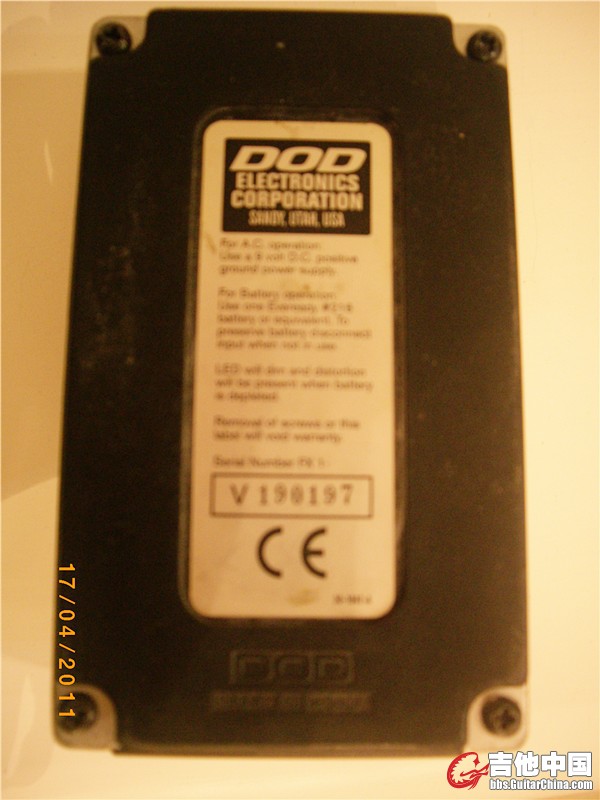 DOD
ELECTRONICS
CORPORATION
SANDY, UTAH, USA
For A.C. operation:
Use a 9 volt D.C. positive
ground power supply.
For Battery operation:
Use one Eveready #216
battery or equivalent. To
preserve battery disconnect
input when not in use.
LED will dim and distortion
will be present when battery
is depleted.
Removal of screws or this
label will void warranty.
Serial Number FX 1-
V 190197
CE
DOD
17/04/2011
吉他中国
bbs.GuitarChina.com